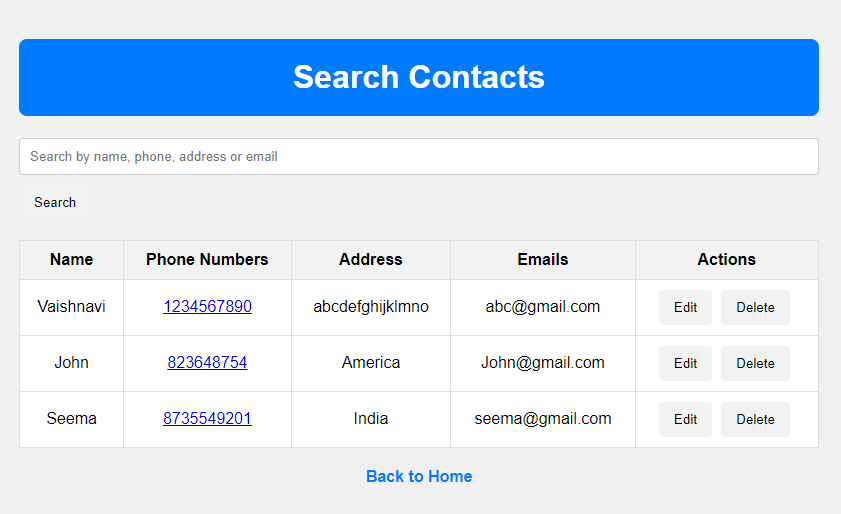 Search Contacts
Search by name, phone, address or email
Search
Name Phone Numbers Address Emails Actions
Vaishnavi 1234567890 abcdefghijklmno abc@gmail.com Edit Delete
John 823648754 America John@gmail.com Edit Delete
Seema 8735549201 India seema@gmail.com Edit Delete
Back to Home